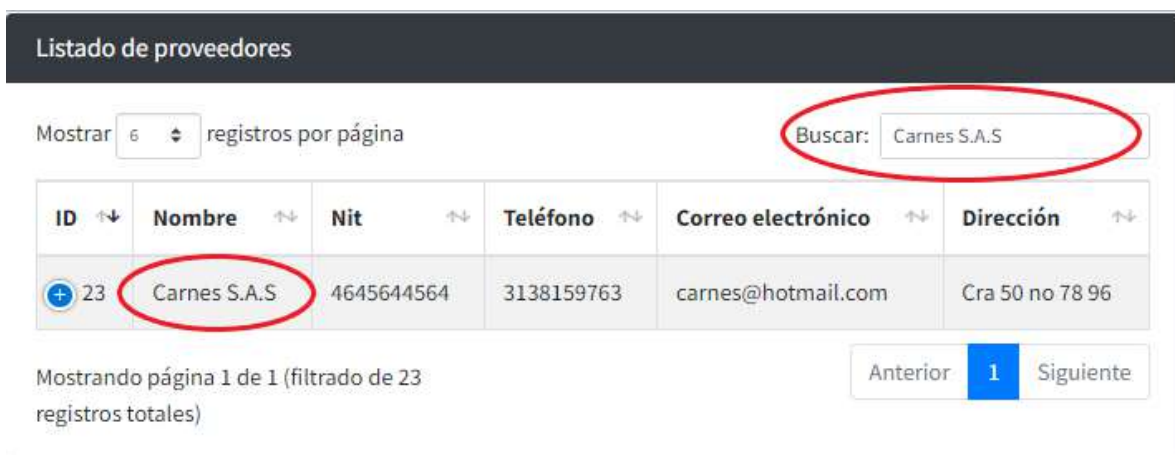 Listado de proveedores
Mostrar 6 registros por página Buscar: Carnes S.A.S
ID Nombre Nit Teléfono Correo electrónico Dirección
23 Carnes S.A.S 4645644564 3138159763 carnes@hotmail.com Cra 50 no 78 96
Mostrando página 1 de 1 (filtrado de 23
registros totales)
Anterior 1 Siguiente